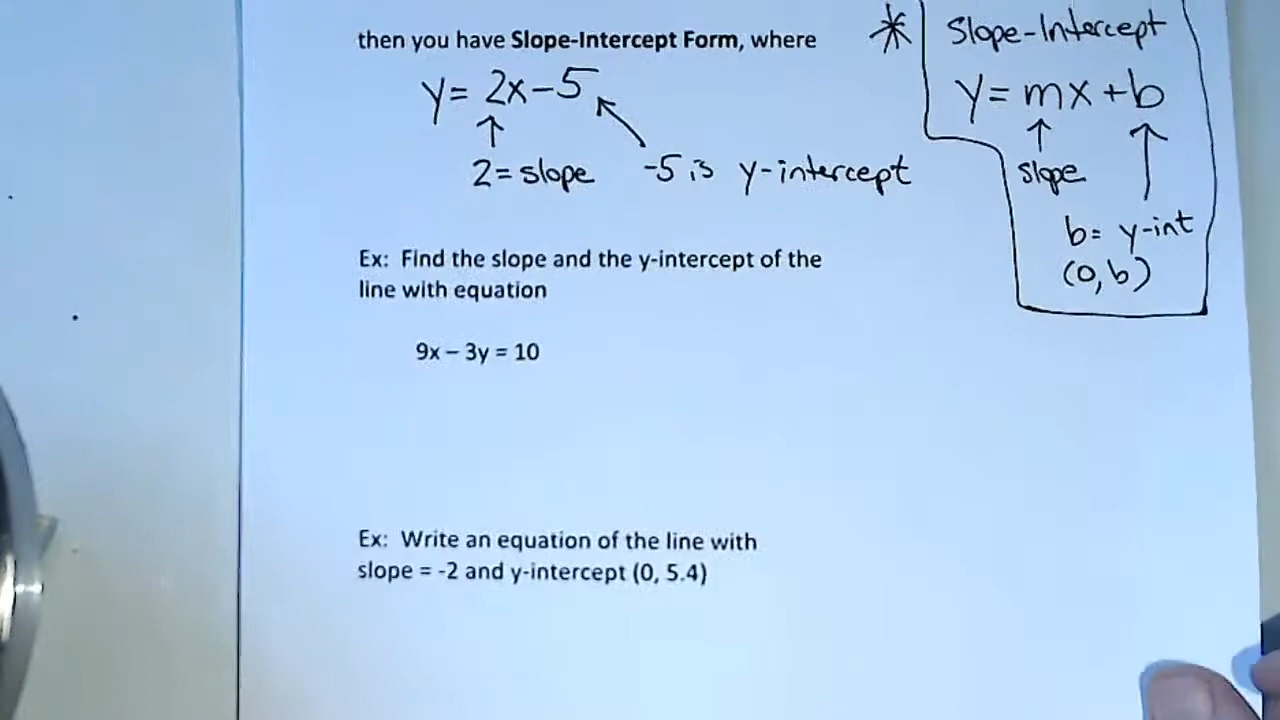 then you have Slope-Intercept Form, where
y= 2x-5
2= slope
-5 is y-intercept
* Slope-Intercept
y= mx +b
slope
b= y-int
(0, b)
Ex: Find the slope and the y-intercept of the
line with equation
9x – 3y = 10
Ex: Write an equation of the line with
slope = -2 and y-intercept (0, 5.4)